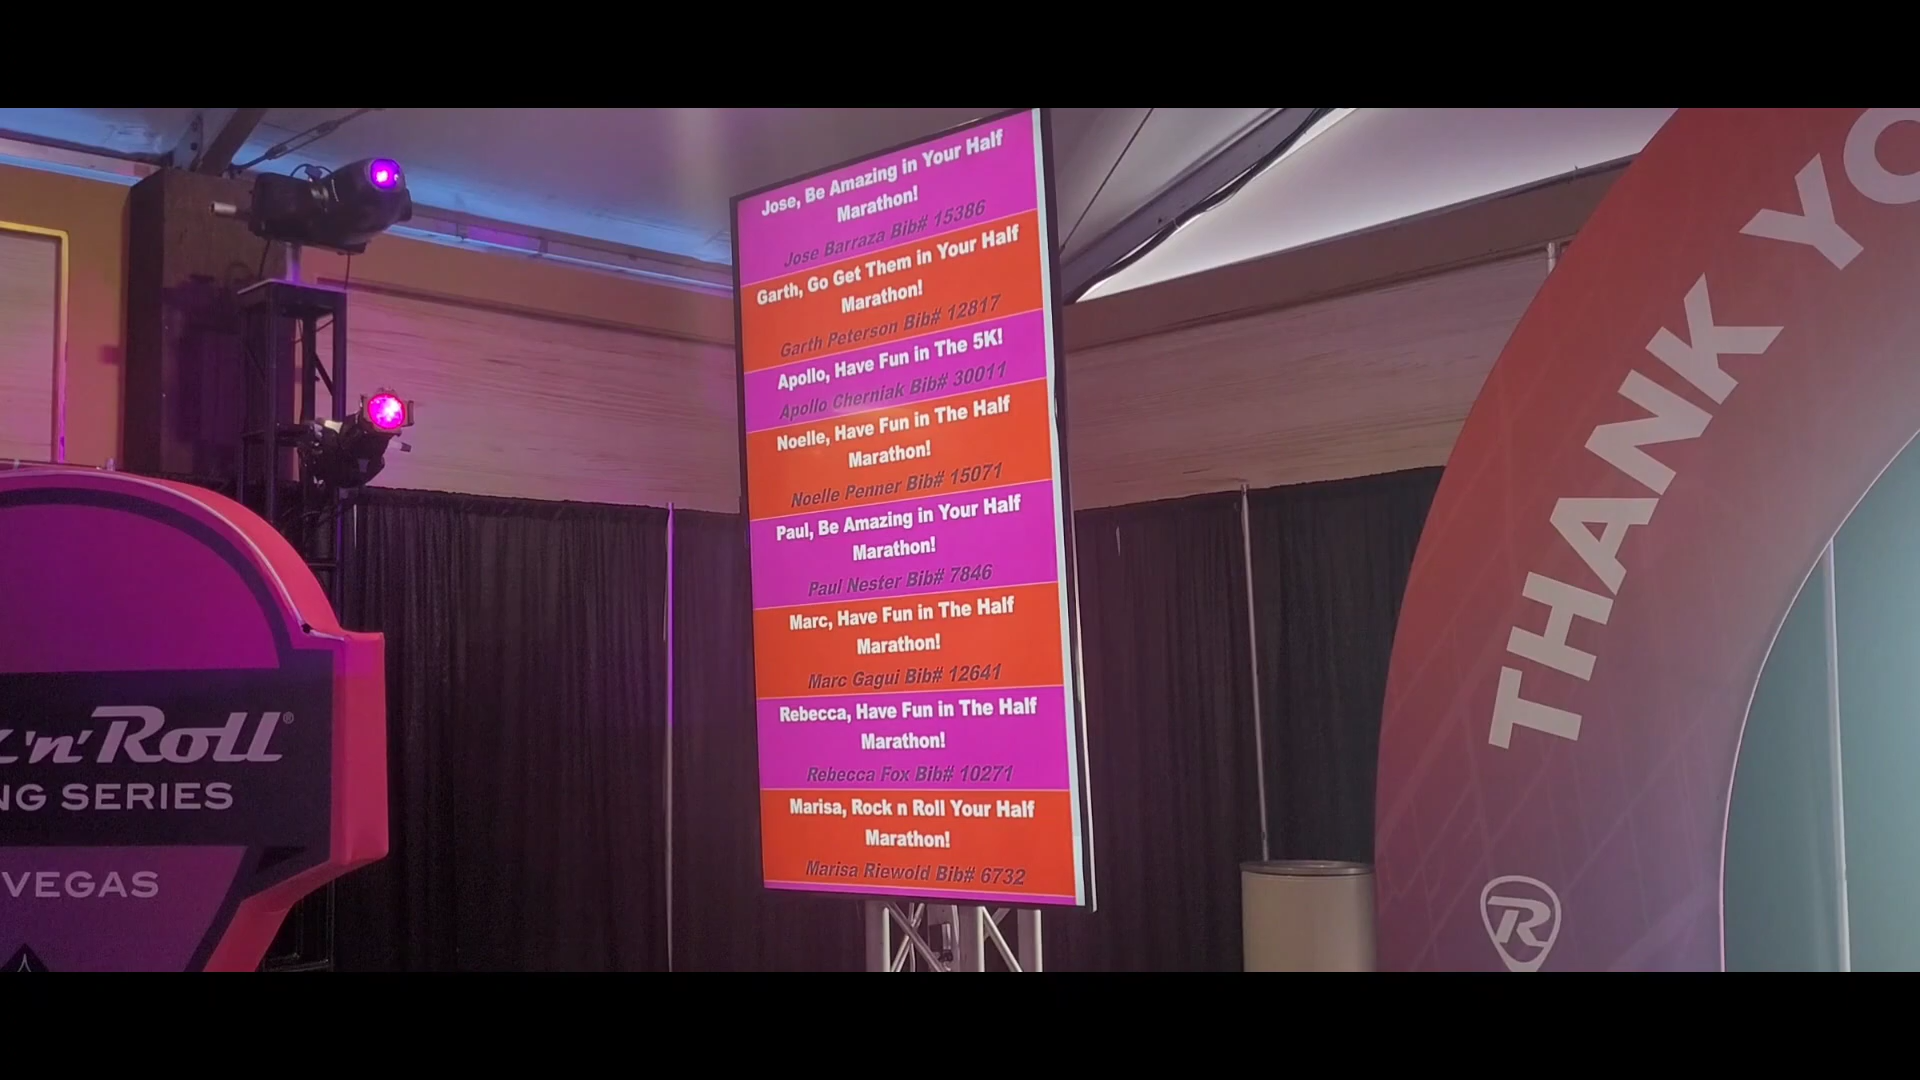 Jose, Be Amazing in Your Half
Marathon!
Jose Barraza Bib# 15386
Garth, Go Get Them in Your Half
Marathon!
Garth Peterson Bib# 12817
Apollo, Have Fun in The 5K!
Apollo Cherniak Bib# 30011
Noelle, Have Fun in The Half
Marathon!
Noelle Penner Bib# 15071
Paul, Be Amazing in Your Half
Marathon!
Paul Nester Bib# 7846
Marc, Have Fun in The Half
Marathon!
Marc Gagui Bib# 12641
Rebecca, Have Fun in The Half
Marathon!
Rebecca Fox Bib# 10271
Marisa, Rock n Roll Your Half
Marathon!
Marisa Riewold Bib# 6732
'n' Roll®
NG SERIES
VEGAS
THANK YO
R